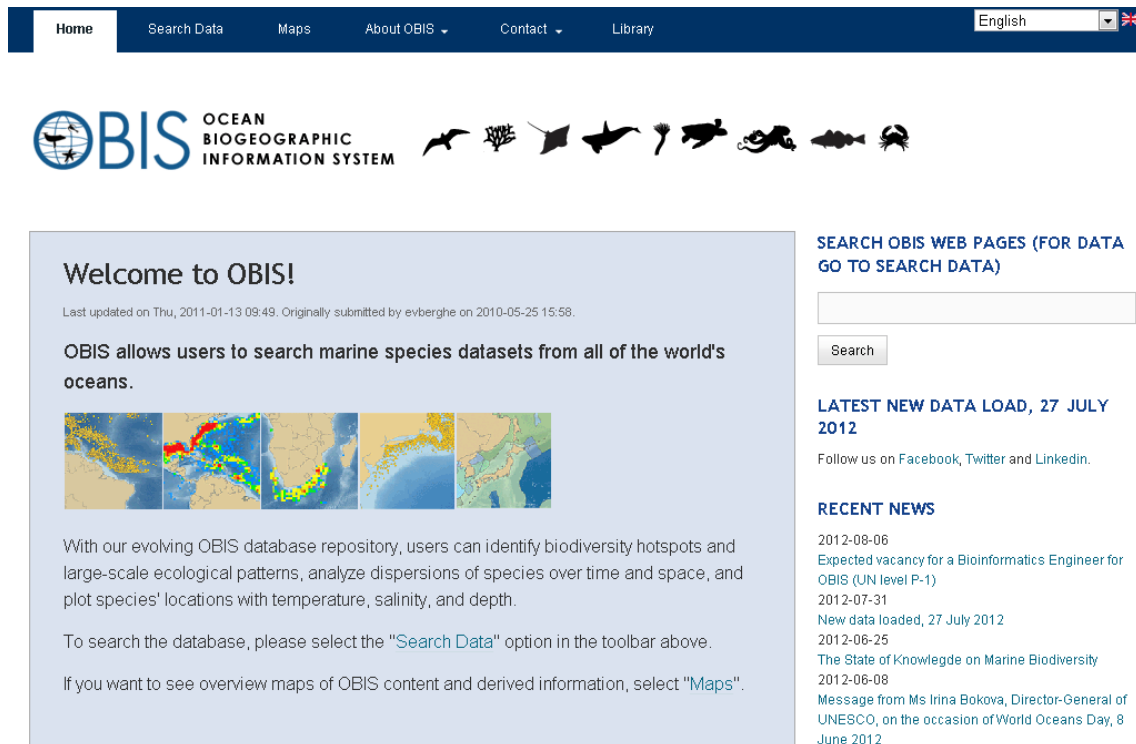 Home
Search Data
Maps
About OBIS
Contact
Library
English
OBIS
OCEAN
BIOGEOGRAPHIC
INFORMATION SYSTEM
Welcome to OBIS!
Last updated on Thu, 2011-01-13 09:49. Originally submitted by evberghe on 2010-05-25 15:58.
OBIS allows users to search marine species datasets from all of the world's
oceans.
With our evolving OBIS database repository, users can identify biodiversity hotspots and
large-scale ecological patterns, analyze dispersions of species over time and space, and
plot species' locations with temperature, salinity, and depth.
To search the database, please select the "Search Data" option in the toolbar above.
If you want to see overview maps of OBIS content and derived information, select "Maps".
SEARCH OBIS WEB PAGES (FOR DATA
GO TO SEARCH DATA)
Search
LATEST NEW DATA LOAD, 27 JULY
2012
Follow us on Facebook, Twitter and Linkedin.
RECENT NEWS
2012-08-06
Expected vacancy for a Bioinformatics Engineer for
OBIS (UN level P-1)
2012-07-31
New data loaded, 27 July 2012
2012-06-25
The State of Knowlegde on Marine Biodiversity
2012-06-08
Message from Ms Irina Bokova, Director-General of
UNESCO, on the occasion of World Oceans Day, 8
June 2012